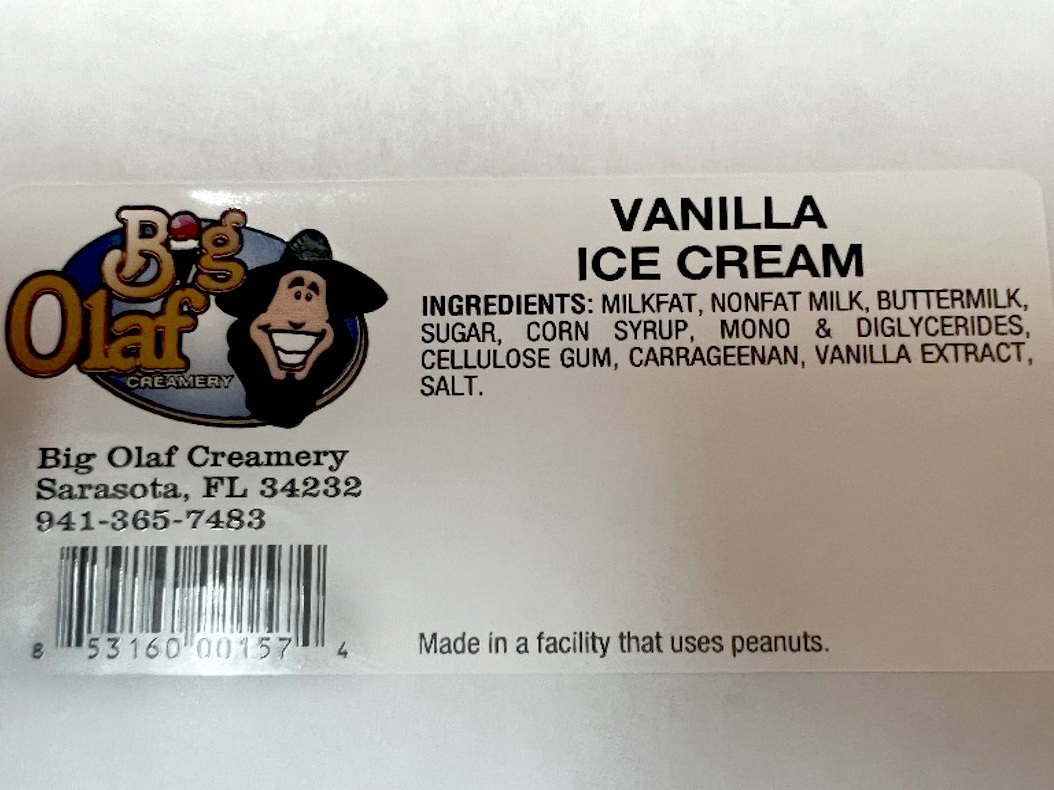 Big
Olaf
CREAMERY
Big Olaf Creamery
Sarasota, FL 34232
941-365-7483
8 53160 00157 4
VANILLA
ICE CREAM
INGREDIENTS: MILKFAT, NONFAT MILK, BUTTERMILK,
SUGAR, CORN SYRUP, MONO & DIGLYCERIDES,
CELLULOSE GUM, CARRAGEENAN, VANILLA EXTRACT,
SALT.
Made in a facility that uses peanuts.